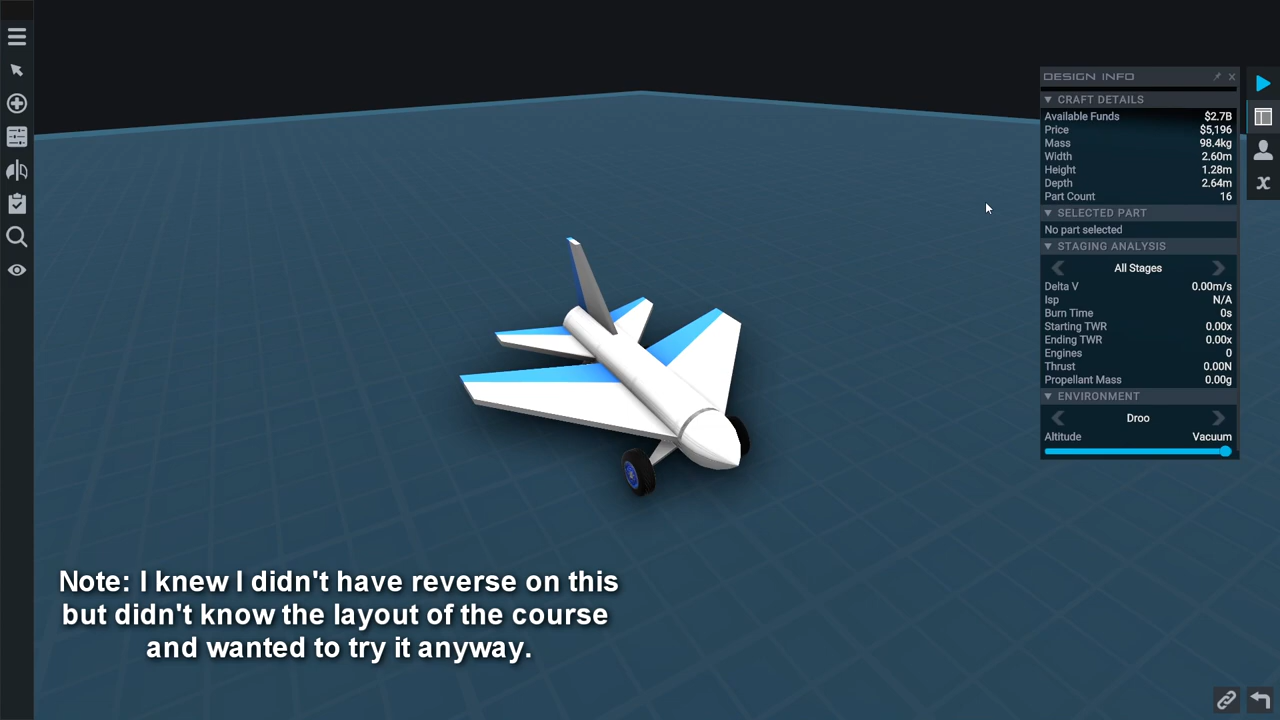 DESIGN INFO
CRAFT DETAILS
Available Funds $2.7B
Price $5,196
Mass 98.4kg
Width 2.60m
Height 1.28m
Depth 2.64m
Part Count 16
SELECTED PART
No part selected
STAGING ANALYSIS
All Stages
Delta V 0.00m/s
Isp N/A
Burn Time 0s
Starting TWR 0.00x
Ending TWR 0.00x
Engines 0
Thrust 0.00N
Propellant Mass 0.00g
ENVIRONMENT
Droo
Altitude Vacuum
Note: I knew I didn't have reverse on this
but didn't know the layout of the course
and wanted to try it anyway.